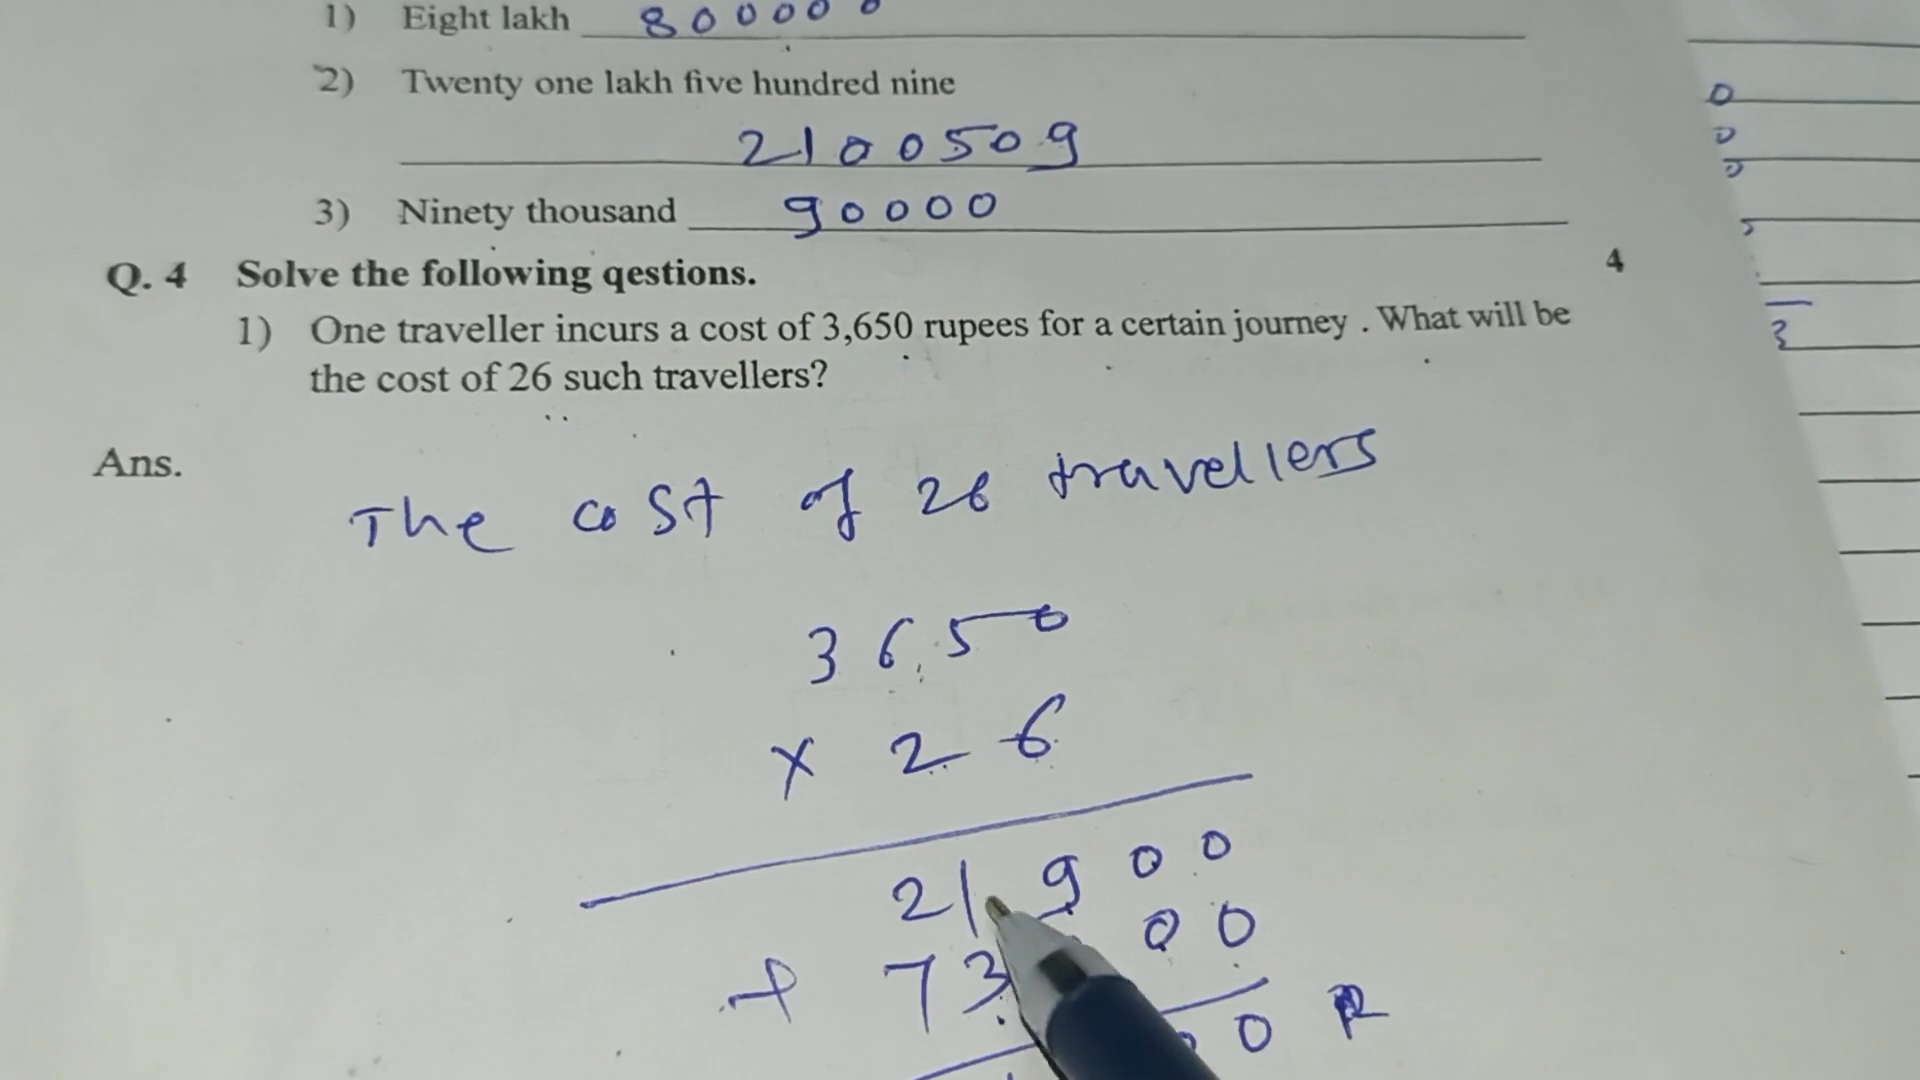 1) Eight lakh 800000
2) Twenty one lakh five hundred nine
2100509
3) Ninety thousand 90000
Q. 4 Solve the following qestions. 4
1) One traveller incurs a cost of 3,650 rupees for a certain journey . What will be
the cost of 26 such travellers?
Ans.
The cost of 26 travellers
3650
× 26
21900
+ 73 00
0